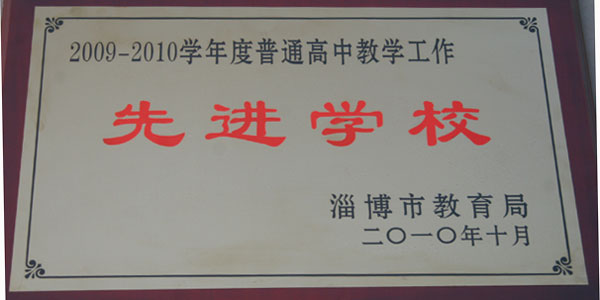 2009-2010学年度普通高中教学工作
先进学校
淄博市教育局
二〇一〇年十月